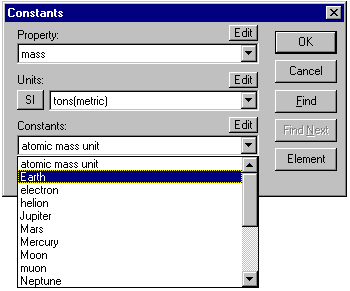 Constants
Property:
Edit
OK
mass
Cancel
Units:
Edit
SI
tons(metric)
Find
Constants:
Edit
Find Next
atomic mass unit
Element
atomic mass unit
Earth
electron
helion
Jupiter
Mars
Mercury
Moon
muon
Neptune